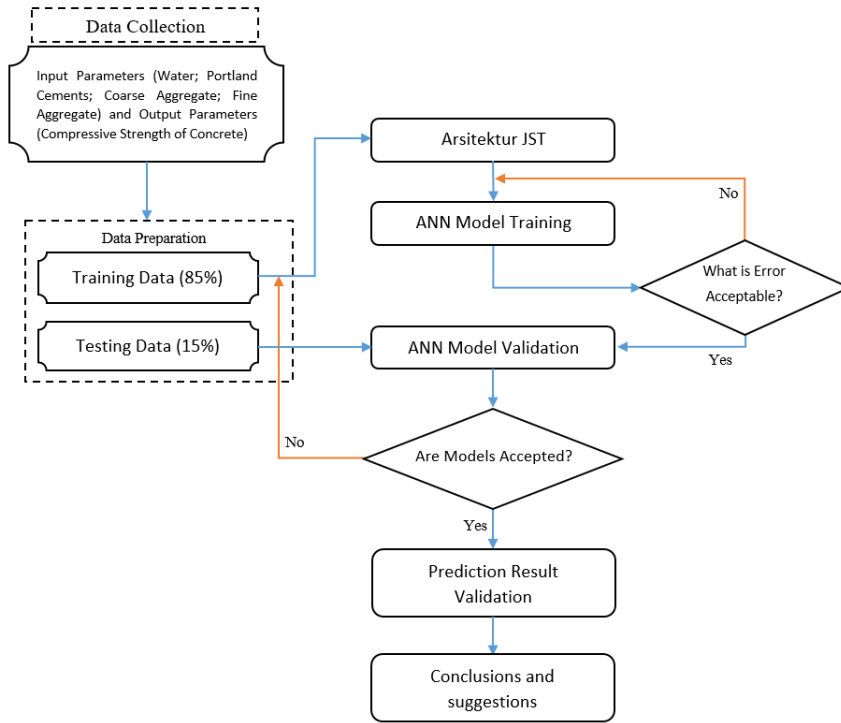 Data Collection
Input Parameters (Water; Portland
Cements; Coarse Aggregate; Fine
Aggregate) and Output Parameters
(Compressive Strength of Concrete)
Data Preparation
Training Data (85%)
Testing Data (15%)
Arsitektur JST
ANN Model Training
No
What is Error
Acceptable?
Yes
ANN Model Validation
No
Are Models Accepted?
Yes
Prediction Result
Validation
Conclusions and
suggestions